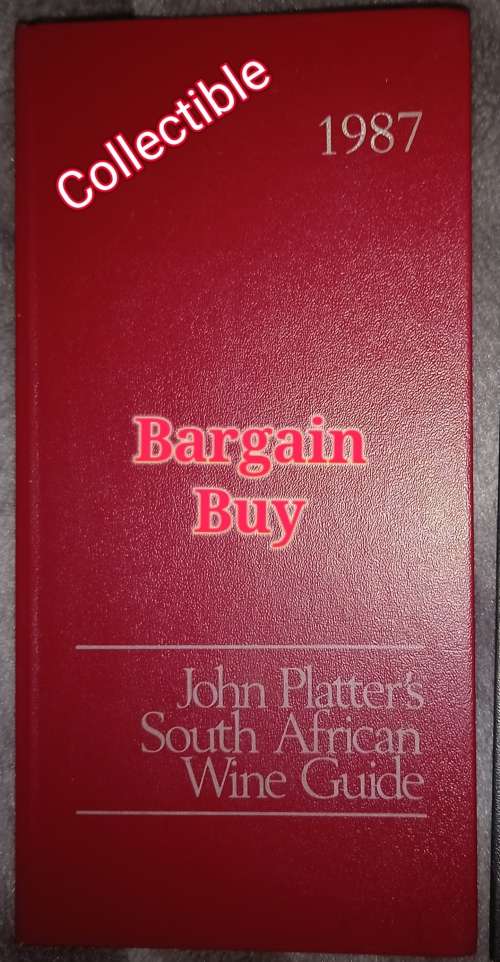 Collectible
1987
Bargain
Buy
John Platter's
South African
Wine Guide